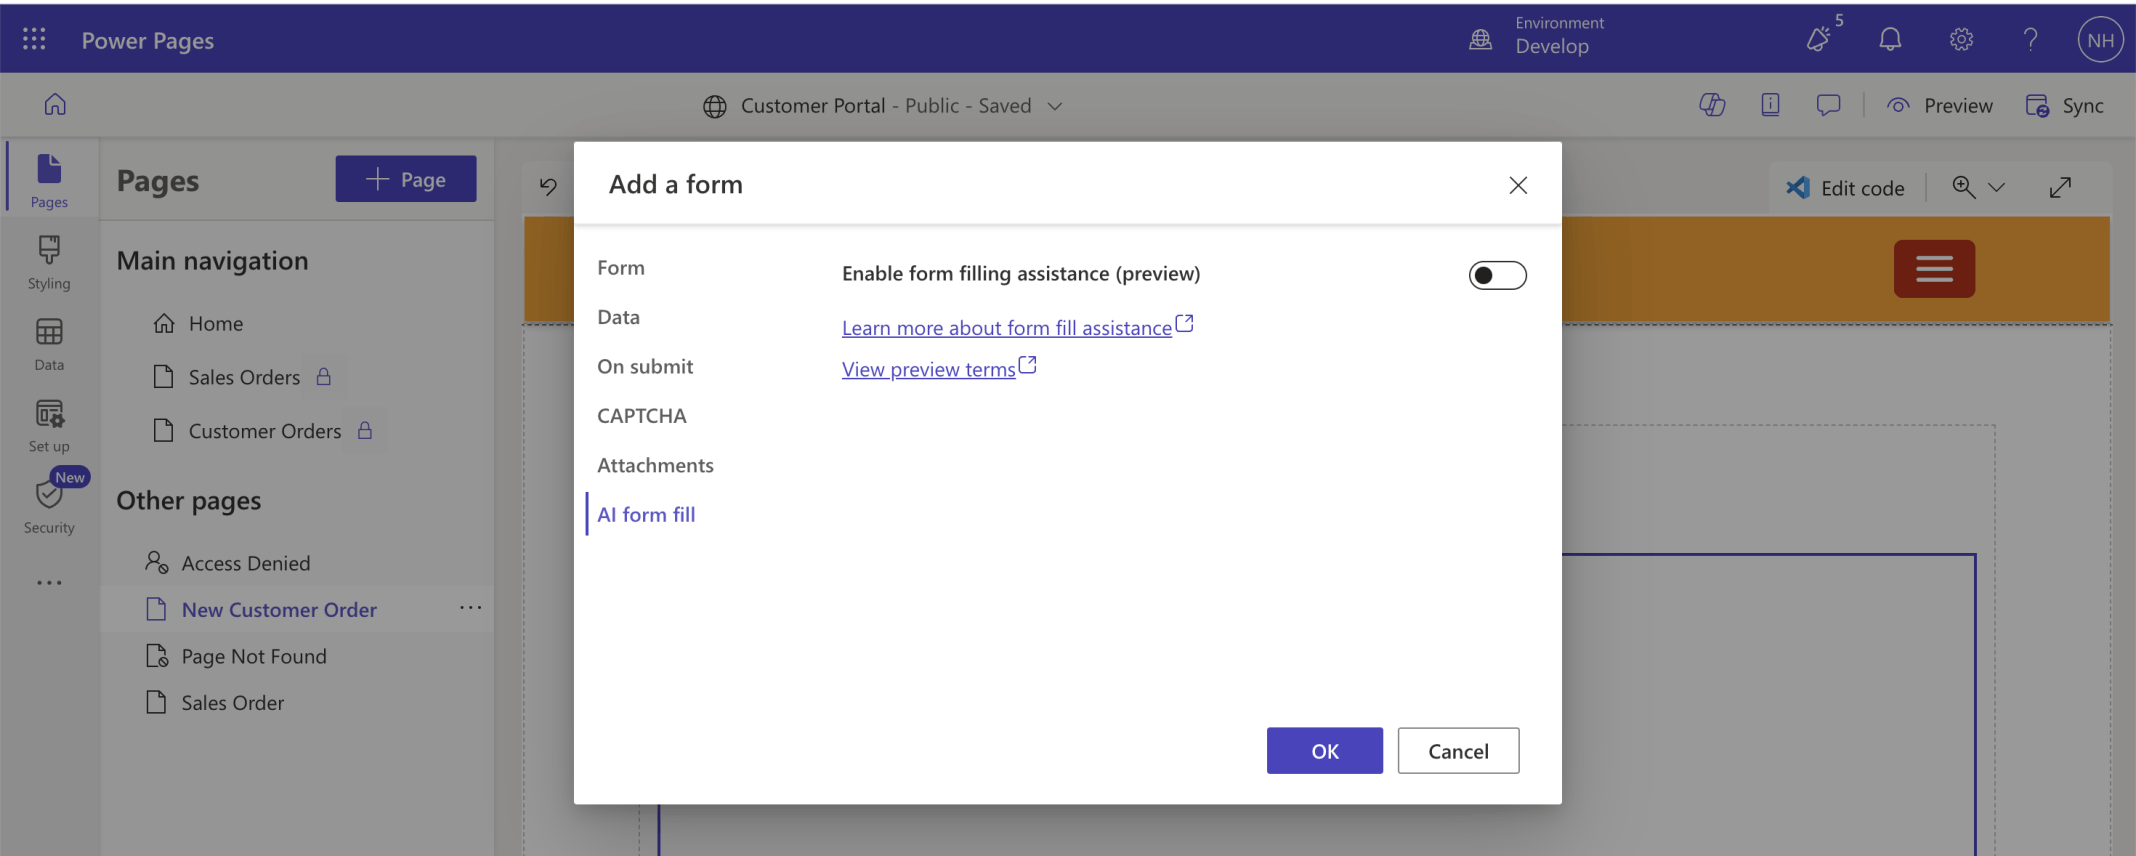 Power Pages
Environment
Develop
5
NH
Customer Portal - Public - Saved
Preview
Sync
Pages
Styling
Data
Set up
New
Security
Pages
Page
Main navigation
Home
Sales Orders
Customer Orders
Other pages
Access Denied
New Customer Order
Page Not Found
Sales Order
Edit code
Add a form
Form
Data
On submit
CAPTCHA
Attachments
AI form fill
Enable form filling assistance (preview)
Learn more about form fill assistance
View preview terms
OK
Cancel